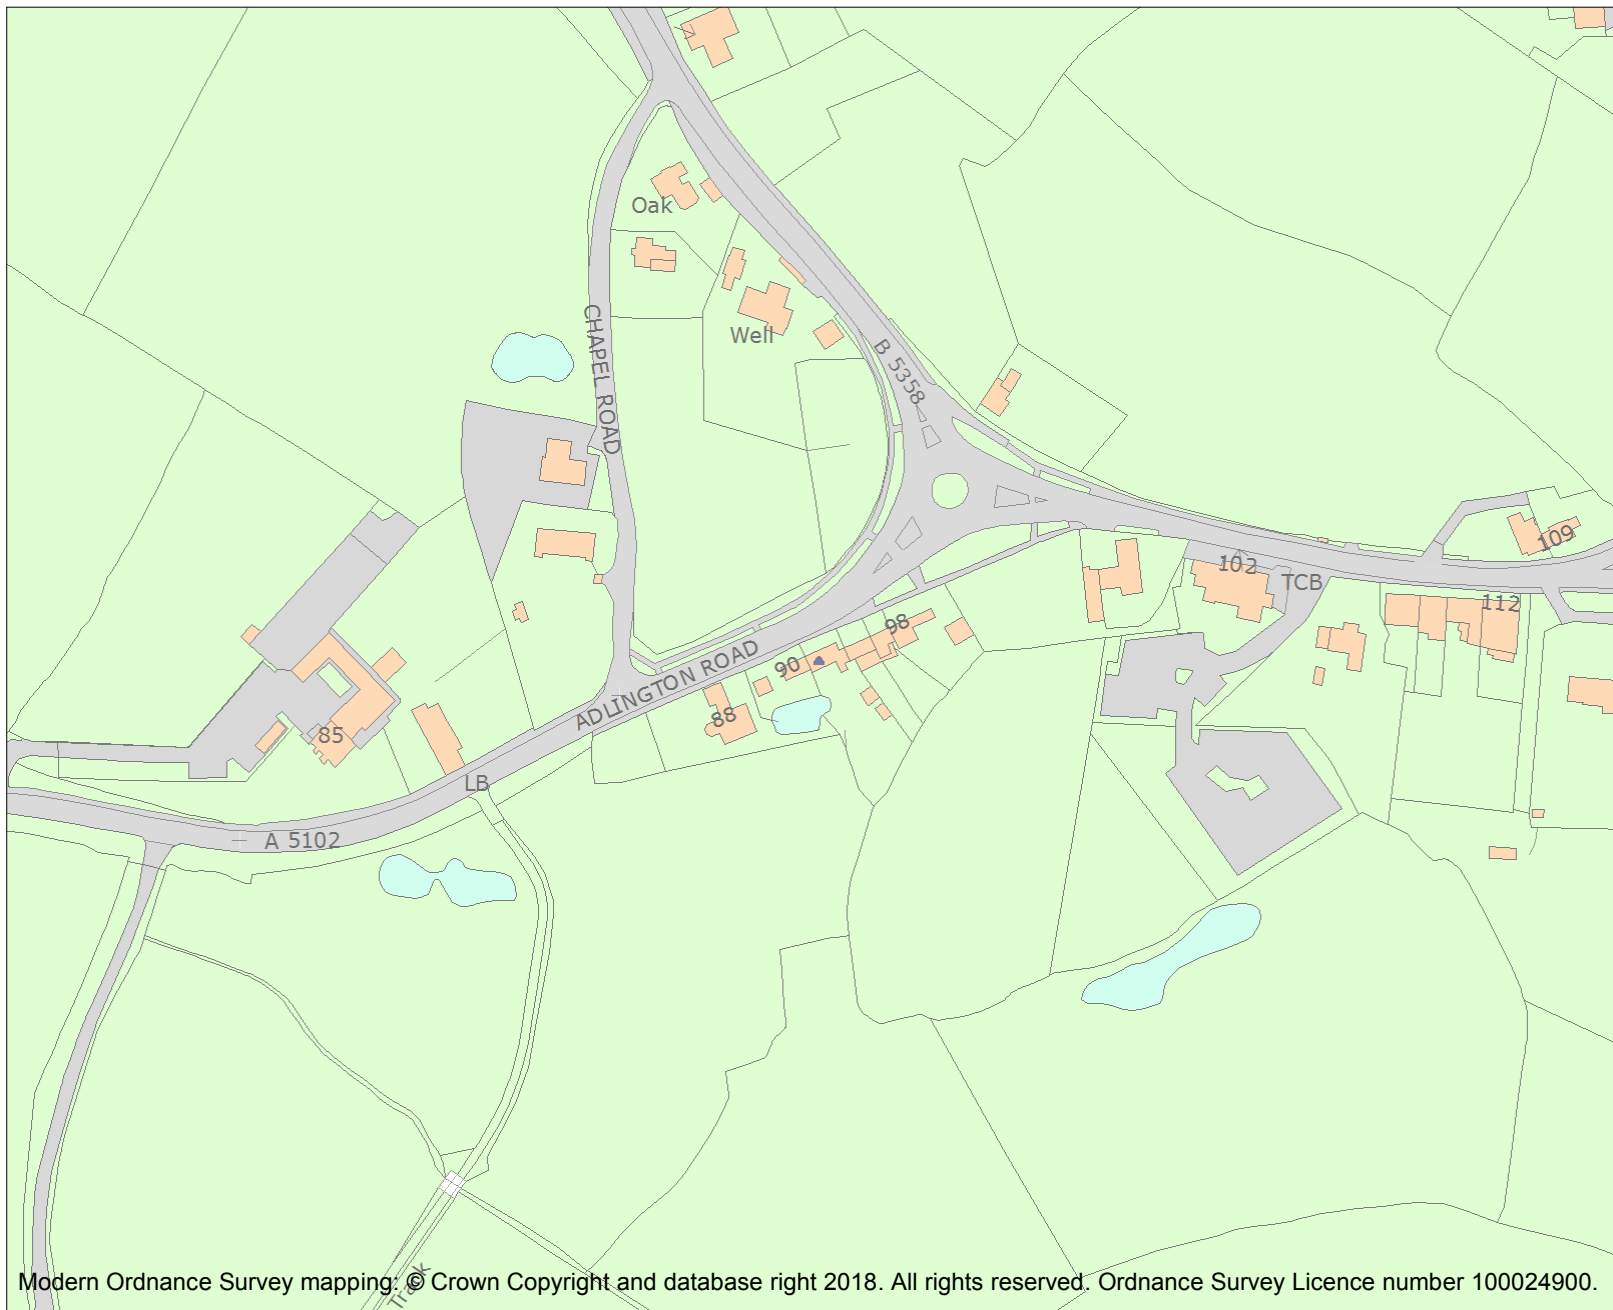 Oak
CHAPEL ROAD
Well
B 5358
109
102
TCB
112
98
90
ADLINGTON ROAD
88
85
LB
A 5102
Track
Modern Ordnance Survey mapping: © Crown Copyright and database right 2018. All rights reserved. Ordnance Survey Licence number 100024900.